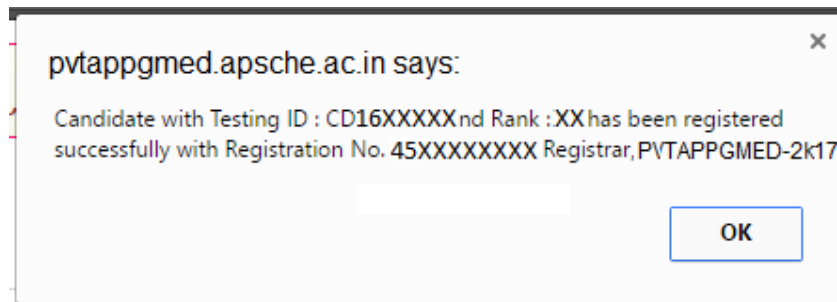 pvtappgmed.apsche.ac.in says:
Candidate with Testing ID : CD16XXXXXnd Rank :XX has been registered
successfully with Registration No. 45XXXXXXXX Registrar,PVTAPPGMED-2k17
OK